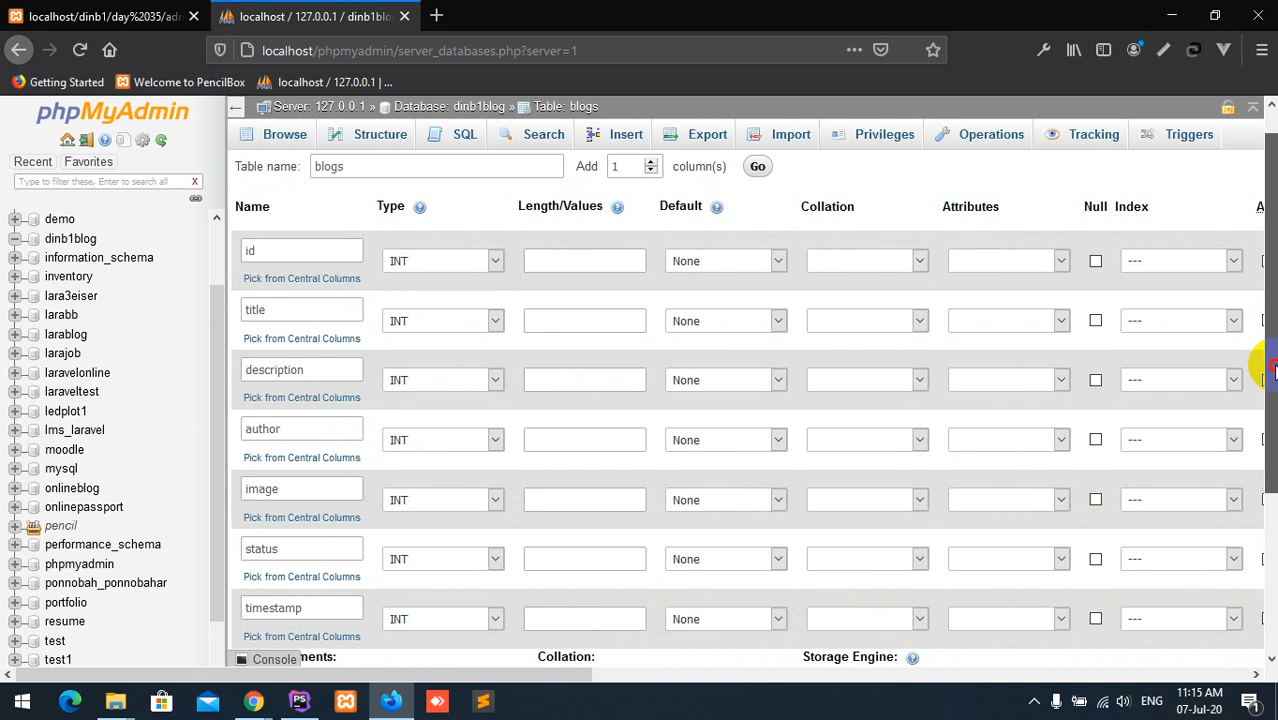 localhost/dinb1/day%2035/adn
localhost / 127.0.0.1 / dinb1blog
localhost/phpmyadmin/server_databases.php?server=1
Getting Started
Welcome to PencilBox
localhost / 127.0.0.1 | ...
phpMyAdmin
Recent
Favorites
Type to filter these, Enter to search all
X
demo
dinb1blog
information_schema
inventory
lara3eiser
larabb
larablog
larajob
laravelonline
laraveltest
ledplot1
lms_laravel
moodle
mysql
onlineblog
onlinepassport
pencil
performance_schema
phpmyadmin
ponnobah_ponnobahar
portfolio
resume
test
test1
Server: 127.0.0.1 » Database: dinb1blog » Table: blogs
Browse
Structure
SQL
Search
Insert
Export
Import
Privileges
Operations
Tracking
Triggers
Table name: blogs Add 1 column(s) Go
Name Type Length/Values Default Collation Attributes Null Index A
id INT None ---
Pick from Central Columns
title INT None ---
Pick from Central Columns
description INT None ---
Pick from Central Columns
author INT None ---
Pick from Central Columns
image INT None ---
Pick from Central Columns
status INT None ---
Pick from Central Columns
timestamp INT None ---
Pick from Central Columns
Console
ments: Collation: Storage Engine:
PS
ENG
11:15 AM
07-Jul-20
1